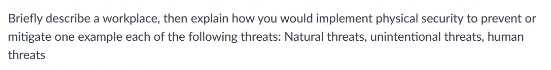 Briefly describe a workplace, then explain how you would implement physical security to prevent or
mitigate one example each of the following threats: Natural threats, unintentional threats, human
threats